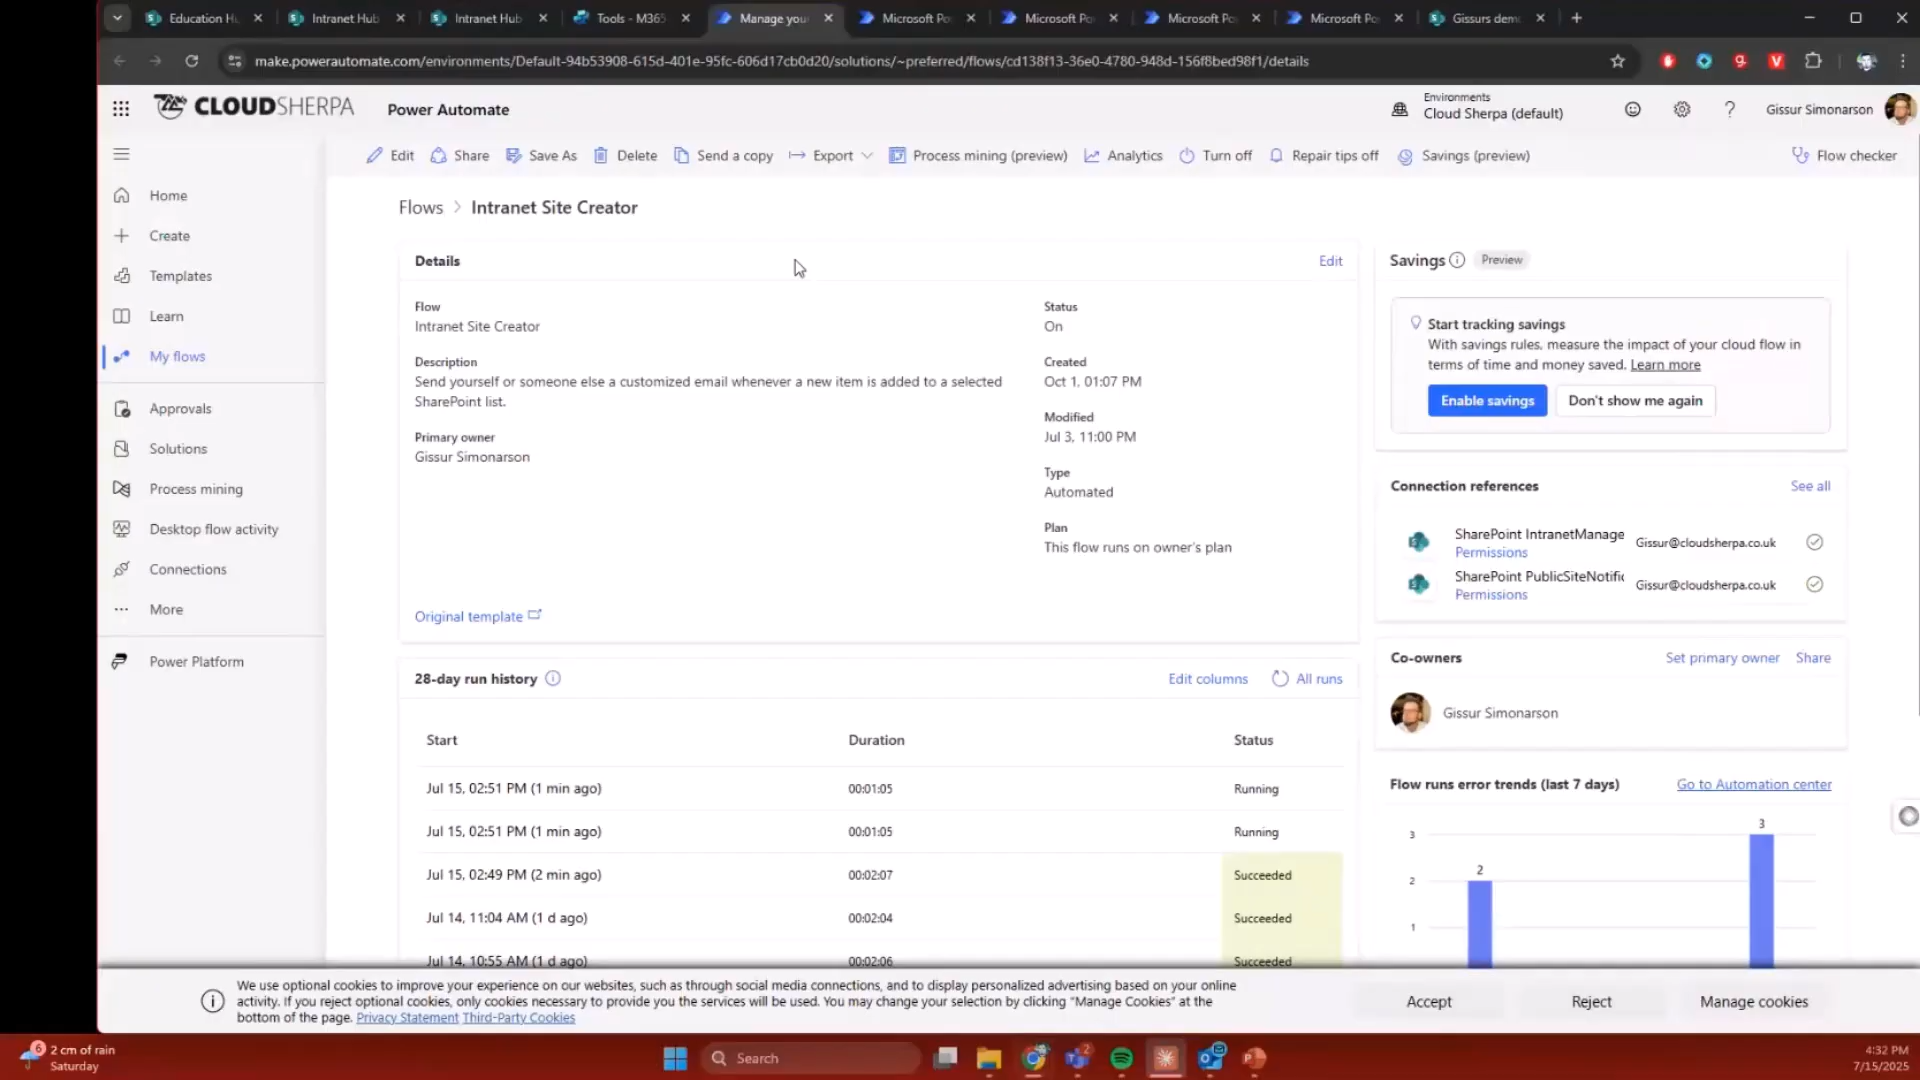 Education Hu
Intranet Hub
Intranet Hub
Tools - M365
Manage your
Microsoft Po
Microsoft Po
Microsoft Po
Microsoft Po
Gissurs demo
make.powerautomate.com/environments/Default-94b53908-615d-401e-95fc-606d17cb0d20/solutions/~preferred/flows/cd138f13-36e0-4780-948d-156f8bed98f1/details
CLOUDSHERPA
Power Automate
Environments
Cloud Sherpa (default)
Gissur Simonarson
Edit
Share
Save As
Delete
Send a copy
Export
Process mining (preview)
Analytics
Turn off
Repair tips off
Savings (preview)
Flow checker
Home
Create
Templates
Learn
My flows
Approvals
Solutions
Process mining
Desktop flow activity
Connections
More
Power Platform
Flows > Intranet Site Creator
Details
Edit
Flow
Intranet Site Creator
Description
Send yourself or someone else a customized email whenever a new item is added to a selected
SharePoint list.
Primary owner
Gissur Simonarson
Status
On
Created
Oct 1, 01:07 PM
Modified
Jul 3, 11:00 PM
Type
Automated
Plan
This flow runs on owner's plan
Original template
28-day run history
Edit columns
All runs
Start Duration Status
Jul 15, 02:51 PM (1 min ago) 00:01:05 Running
Jul 15, 02:51 PM (1 min ago) 00:01:05 Running
Jul 15, 02:49 PM (2 min ago) 00:02:07 Succeeded
Jul 14, 11:04 AM (1 d ago) 00:02:04 Succeeded
Jul 14, 10:55 AM (1 d ago) 00:02:06 Succeeded
Savings
Preview
Start tracking savings
With savings rules, measure the impact of your cloud flow in
terms of time and money saved. Learn more
Enable savings
Don't show me again
Connection references
See all
SharePoint IntranetManage
Permissions
Gissur@cloudsherpa.co.uk
SharePoint PublicSiteNotific
Permissions
Gissur@cloudsherpa.co.uk
Co-owners
Set primary owner
Share
Gissur Simonarson
Flow runs error trends (last 7 days)
Go to Automation center
3
2
1
2
3
We use optional cookies to improve your experience on our websites, such as through social media connections, and to display personalized advertising based on your online
activity. If you reject optional cookies, only cookies necessary to provide you the services will be used. You may change your selection by clicking "Manage Cookies" at the
bottom of the page. Privacy Statement Third-Party Cookies
Accept
Reject
Manage cookies
6
2 cm of rain
Saturday
Search
2
4:32 PM
7/15/2025